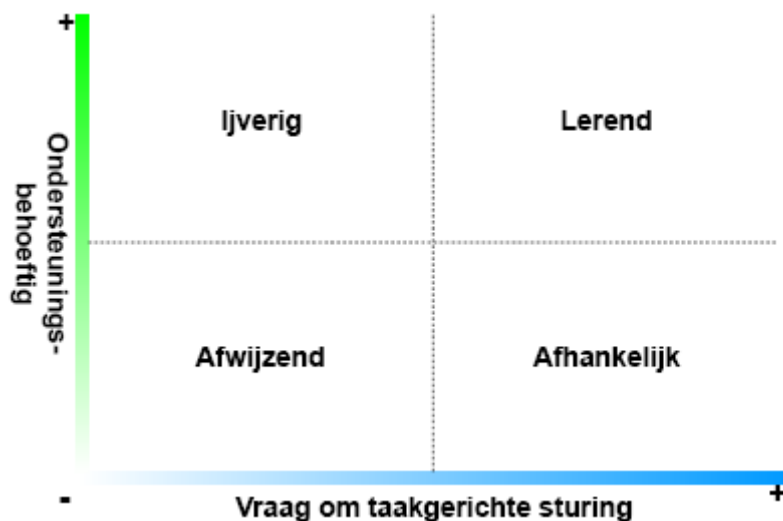 +
Ondersteunings-
behoeftig
Ijverig
Lerend
Afwijzend
Afhankelijk
-
+
Vraag om taakgerichte sturing